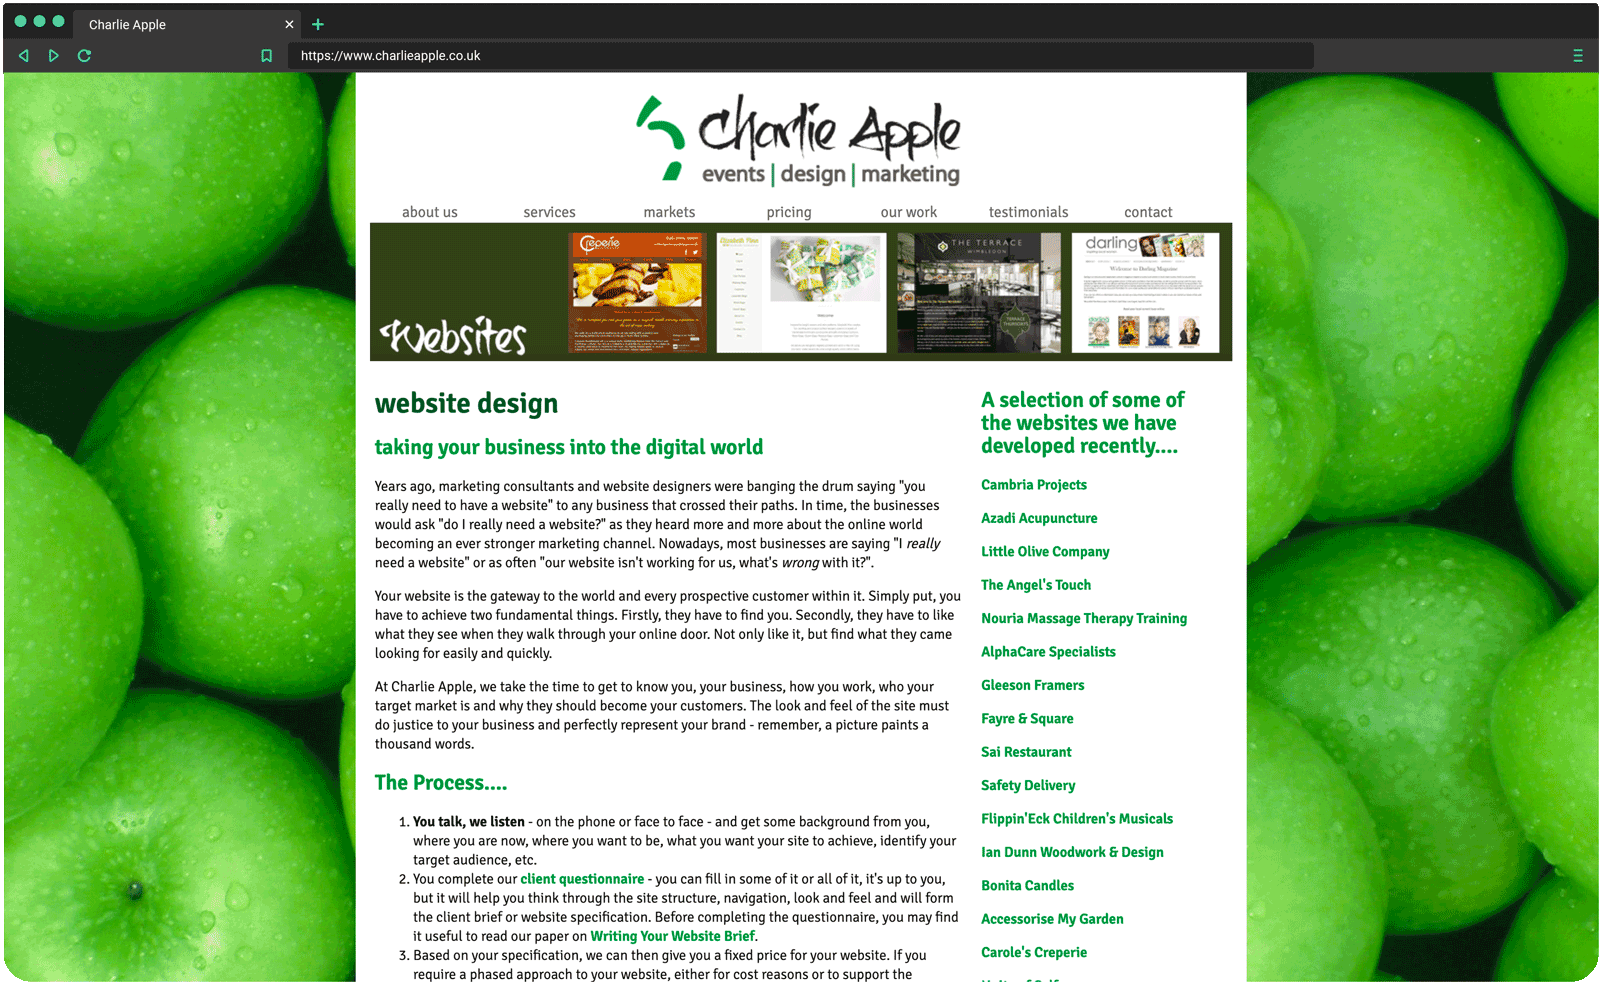 Charlie Apple
https://www.charlieapple.co.uk
Charlie Apple
events | design | marketing
about us services markets pricing our work testimonials contact
Websites
Creperie
THE TERRACE
WIMBLEDON
darling
Welcome to Darling Magazine
website design
taking your business into the digital world
Years ago, marketing consultants and website designers were banging the drum saying "you
really need to have a website" to any business that crossed their paths. In time, the businesses
would ask "do I really need a website?" as they heard more and more about the online world
becoming an ever stronger marketing channel. Nowadays, most businesses are saying "I really
need a website" or as often "our website isn't working for us, what's wrong with it?".
Your website is the gateway to the world and every prospective customer within it. Simply put, you
have to achieve two fundamental things. Firstly, they have to find you. Secondly, they have to like
what they see when they walk through your online door. Not only like it, but find what they came
looking for easily and quickly.
At Charlie Apple, we take the time to get to know you, your business, how you work, who your
target market is and why they should become your customers. The look and feel of the site must
do justice to your business and perfectly represent your brand - remember, a picture paints a
thousand words.
The Process....
1. You talk, we listen - on the phone or face to face - and get some background from you,
where you are now, where you want to be, what you want your site to achieve, identify your
target audience, etc.
2. You complete our client questionnaire - you can fill in some of it or all of it, it's up to you,
but it will help you think through the site structure, navigation, look and feel and will form
the client brief or website specification. Before completing the questionnaire, you may find
it useful to read our paper on Writing Your Website Brief.
3. Based on your specification, we can then give you a fixed price for your website. If you
require a phased approach to your website, either for cost reasons or to support the
A selection of some of
the websites we have
developed recently....
Cambria Projects
Azadi Acupuncture
Little Olive Company
The Angel's Touch
Nouria Massage Therapy Training
AlphaCare Specialists
Gleeson Framers
Fayre & Square
Sai Restaurant
Safety Delivery
Flippin'Eck Children's Musicals
Ian Dunn Woodwork & Design
Bonita Candles
Accessorise My Garden
Carole's Creperie